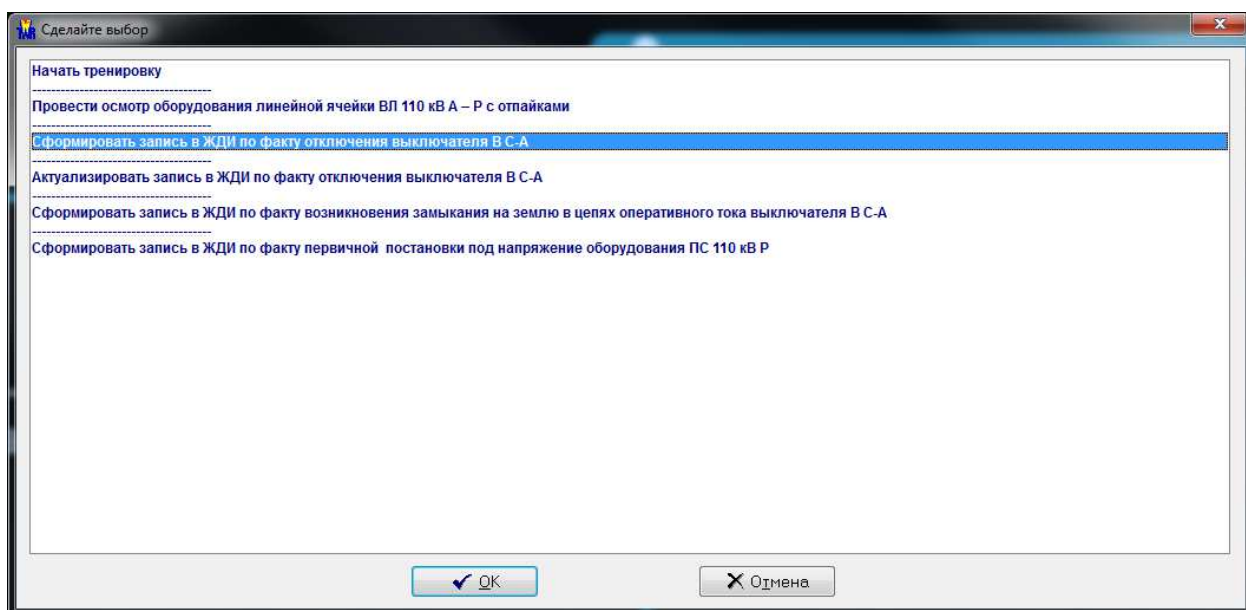 Сделайте выбор
Начать тренировку
--------------------------------------
Провести осмотр оборудования линейной ячейки ВЛ 110 кВ А – Р с отпайками
--------------------------------------
Сформировать запись в ЖДИ по факту отключения выключателя В С-А
--------------------------------------
Актуализировать запись в ЖДИ по факту отключения выключателя В С-А
--------------------------------------
Сформировать запись в ЖДИ по факту возникновения замыкания на землю в цепях оперативного тока выключателя В С-А
--------------------------------------
Сформировать запись в ЖДИ по факту первичной  постановки под напряжение оборудования ПС 110 кВ Р
OK
Отмена